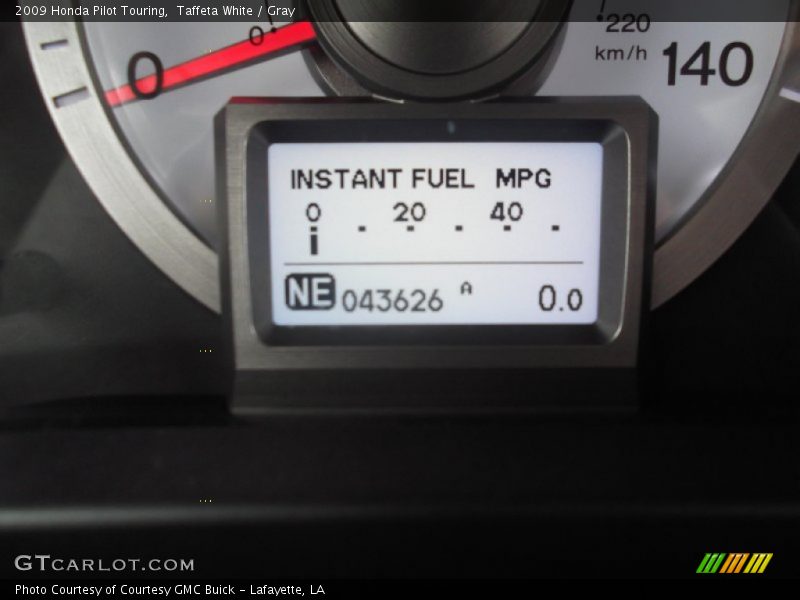 2009 Honda Pilot Touring,  Taffeta White / Gray
0
0
220
km/h
140
INSTANT FUEL MPG
0 20 40
NE 043626 A 0.0
GTCARLOT.COM
Photo Courtesy of Courtesy GMC Buick - Lafayette, LA